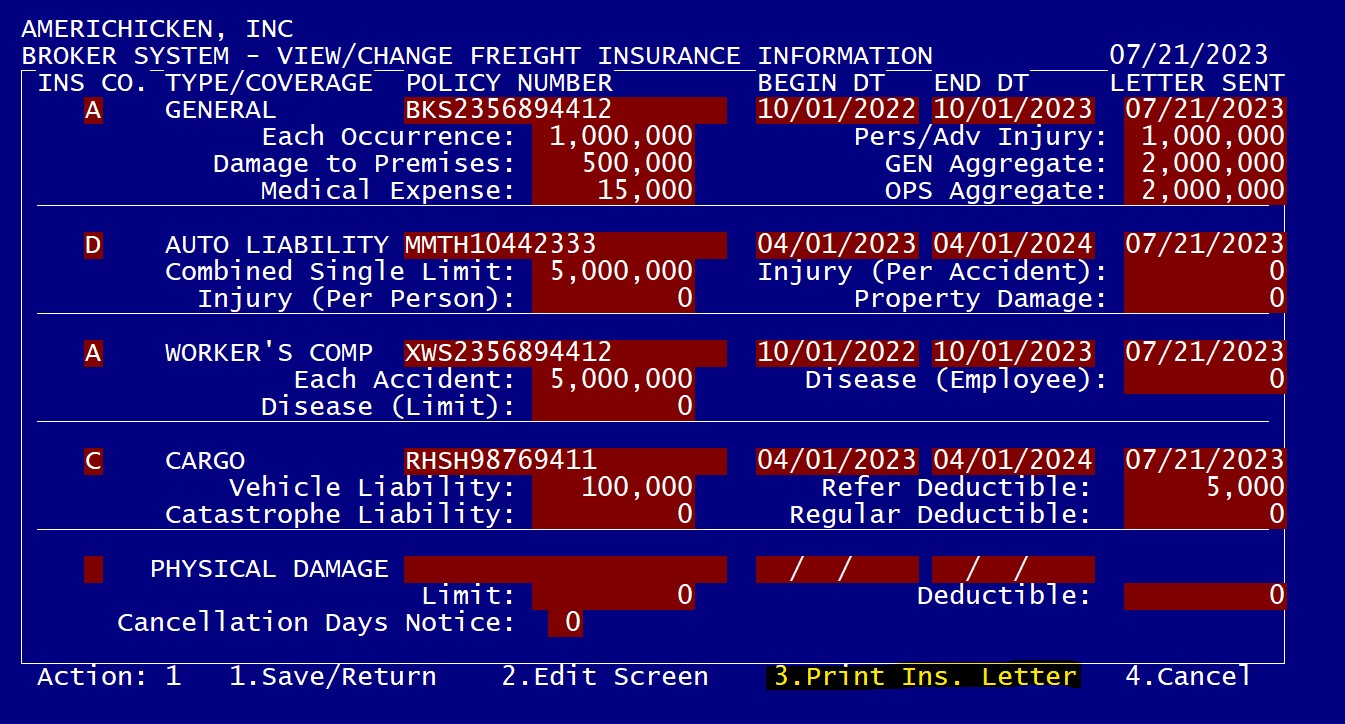 AMERICHICKEN, INC
BROKER SYSTEM - VIEW/CHANGE FREIGHT INSURANCE INFORMATION 07/21/2023
INS CO. TYPE/COVERAGE POLICY NUMBER BEGIN DT END DT LETTER SENT
A GENERAL BKS2356894412 10/01/2022 10/01/2023 07/21/2023
Each Occurrence: 1,000,000 Pers/Adv Injury: 1,000,000
Damage to Premises: 500,000 GEN Aggregate: 2,000,000
Medical Expense: 15,000 OPS Aggregate: 2,000,000
D AUTO LIABILITY MMTH10442333 04/01/2023 04/01/2024 07/21/2023
Combined Single Limit: 5,000,000 Injury (Per Accident): 0
Injury (Per Person): 0 Property Damage: 0
A WORKER'S COMP XWS2356894412 10/01/2022 10/01/2023 07/21/2023
Each Accident: 5,000,000 Disease (Employee): 0
Disease (Limit): 0
C CARGO RHSH98769411 04/01/2023 04/01/2024 07/21/2023
Vehicle Liability: 100,000 Refer Deductible: 5,000
Catastrophe Liability: 0 Regular Deductible: 0
PHYSICAL DAMAGE / / / /
Limit: 0 Deductible: 0
Cancellation Days Notice: 0
Action: 1 1.Save/Return 2.Edit Screen 3.Print Ins. Letter 4.Cancel